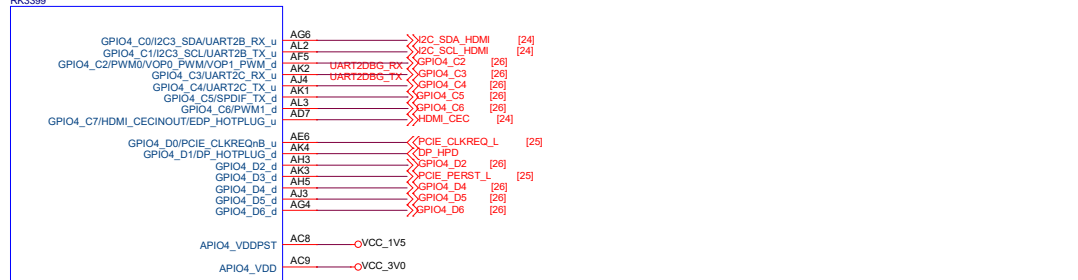 RK3399
GPIO4_C0/I2C3_SDA/UART2B_RX_u AG6 I2C_SDA_HDMI [24]
GPIO4_C1/I2C3_SCL/UART2B_TX_u AL2 I2C_SCL_HDMI [24]
GPIO4_C2/PWM0/VOP0_PWM/VOP1_PWM_d AF5 GPIO4_C2 [26]
GPIO4_C3/UART2C_RX_u AK2 UART2DBG_RX GPIO4_C3 [26]
GPIO4_C4/UART2C_TX_u AJ4 UART2DBG_TX GPIO4_C4 [26]
GPIO4_C5/SPDIF_TX_d AK1 GPIO4_C5 [26]
GPIO4_C6/PWM1_d AL3 GPIO4_C6 [26]
GPIO4_C7/HDMI_CECINOUT/EDP_HOTPLUG_u AD7 HDMI_CEC [24]
GPIO4_D0/PCIE_CLKREQnB_u AE6 PCIE_CLKREQ_L [25]
GPIO4_D1/DP_HOTPLUG_d AK4 DP_HPD
GPIO4_D2_d AH3 GPIO4_D2 [26]
GPIO4_D3_d AK3 PCIE_PERST_L [25]
GPIO4_D4_d AH5 GPIO4_D4 [26]
GPIO4_D5_d AJ3 GPIO4_D5 [26]
GPIO4_D6_d AG4 GPIO4_D6 [26]
APIO4_VDDPST AC8 VCC_1V5
APIO4_VDD AC9 VCC_3V0